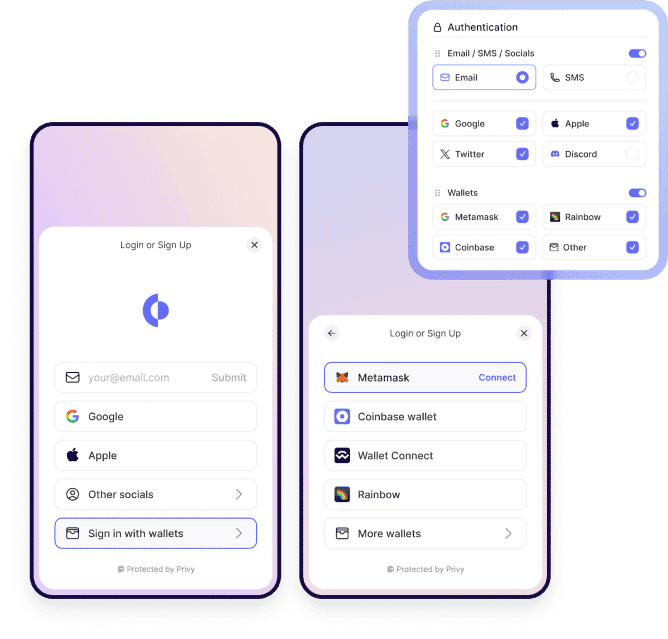 Authentication
Email / SMS / Socials
Email
SMS
Google
Apple
Twitter
Discord
Wallets
Metamask
Rainbow
Coinbase
Other
Login or Sign Up
your@email.com Submit
Google
Apple
Other socials
Sign in with wallets
Protected by Privy
Login or Sign Up
Metamask Connect
Coinbase wallet
Wallet Connect
Rainbow
More wallets
Protected by Privy